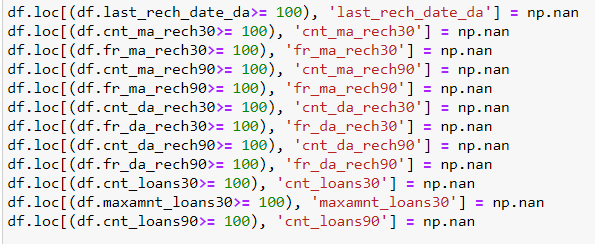 df.loc[(df.last_rech_date_da>= 100), 'last_rech_date_da'] = np.nan
df.loc[(df.cnt_ma_rech30>= 100), 'cnt_ma_rech30'] = np.nan
df.loc[(df.fr_ma_rech30>= 100), 'fr_ma_rech30'] = np.nan
df.loc[(df.cnt_ma_rech90>= 100), 'cnt_ma_rech90'] = np.nan
df.loc[(df.fr_ma_rech90>= 100), 'fr_ma_rech90'] = np.nan
df.loc[(df.cnt_da_rech30>= 100), 'cnt_da_rech30'] = np.nan
df.loc[(df.fr_da_rech30>= 100), 'fr_da_rech30'] = np.nan
df.loc[(df.cnt_da_rech90>= 100), 'cnt_da_rech90'] = np.nan
df.loc[(df.fr_da_rech90>= 100), 'fr_da_rech90'] = np.nan
df.loc[(df.cnt_loans30>= 100), 'cnt_loans30'] = np.nan
df.loc[(df.maxamnt_loans30>= 100), 'maxamnt_loans30'] = np.nan
df.loc[(df.cnt_loans90>= 100), 'cnt_loans90'] = np.nan